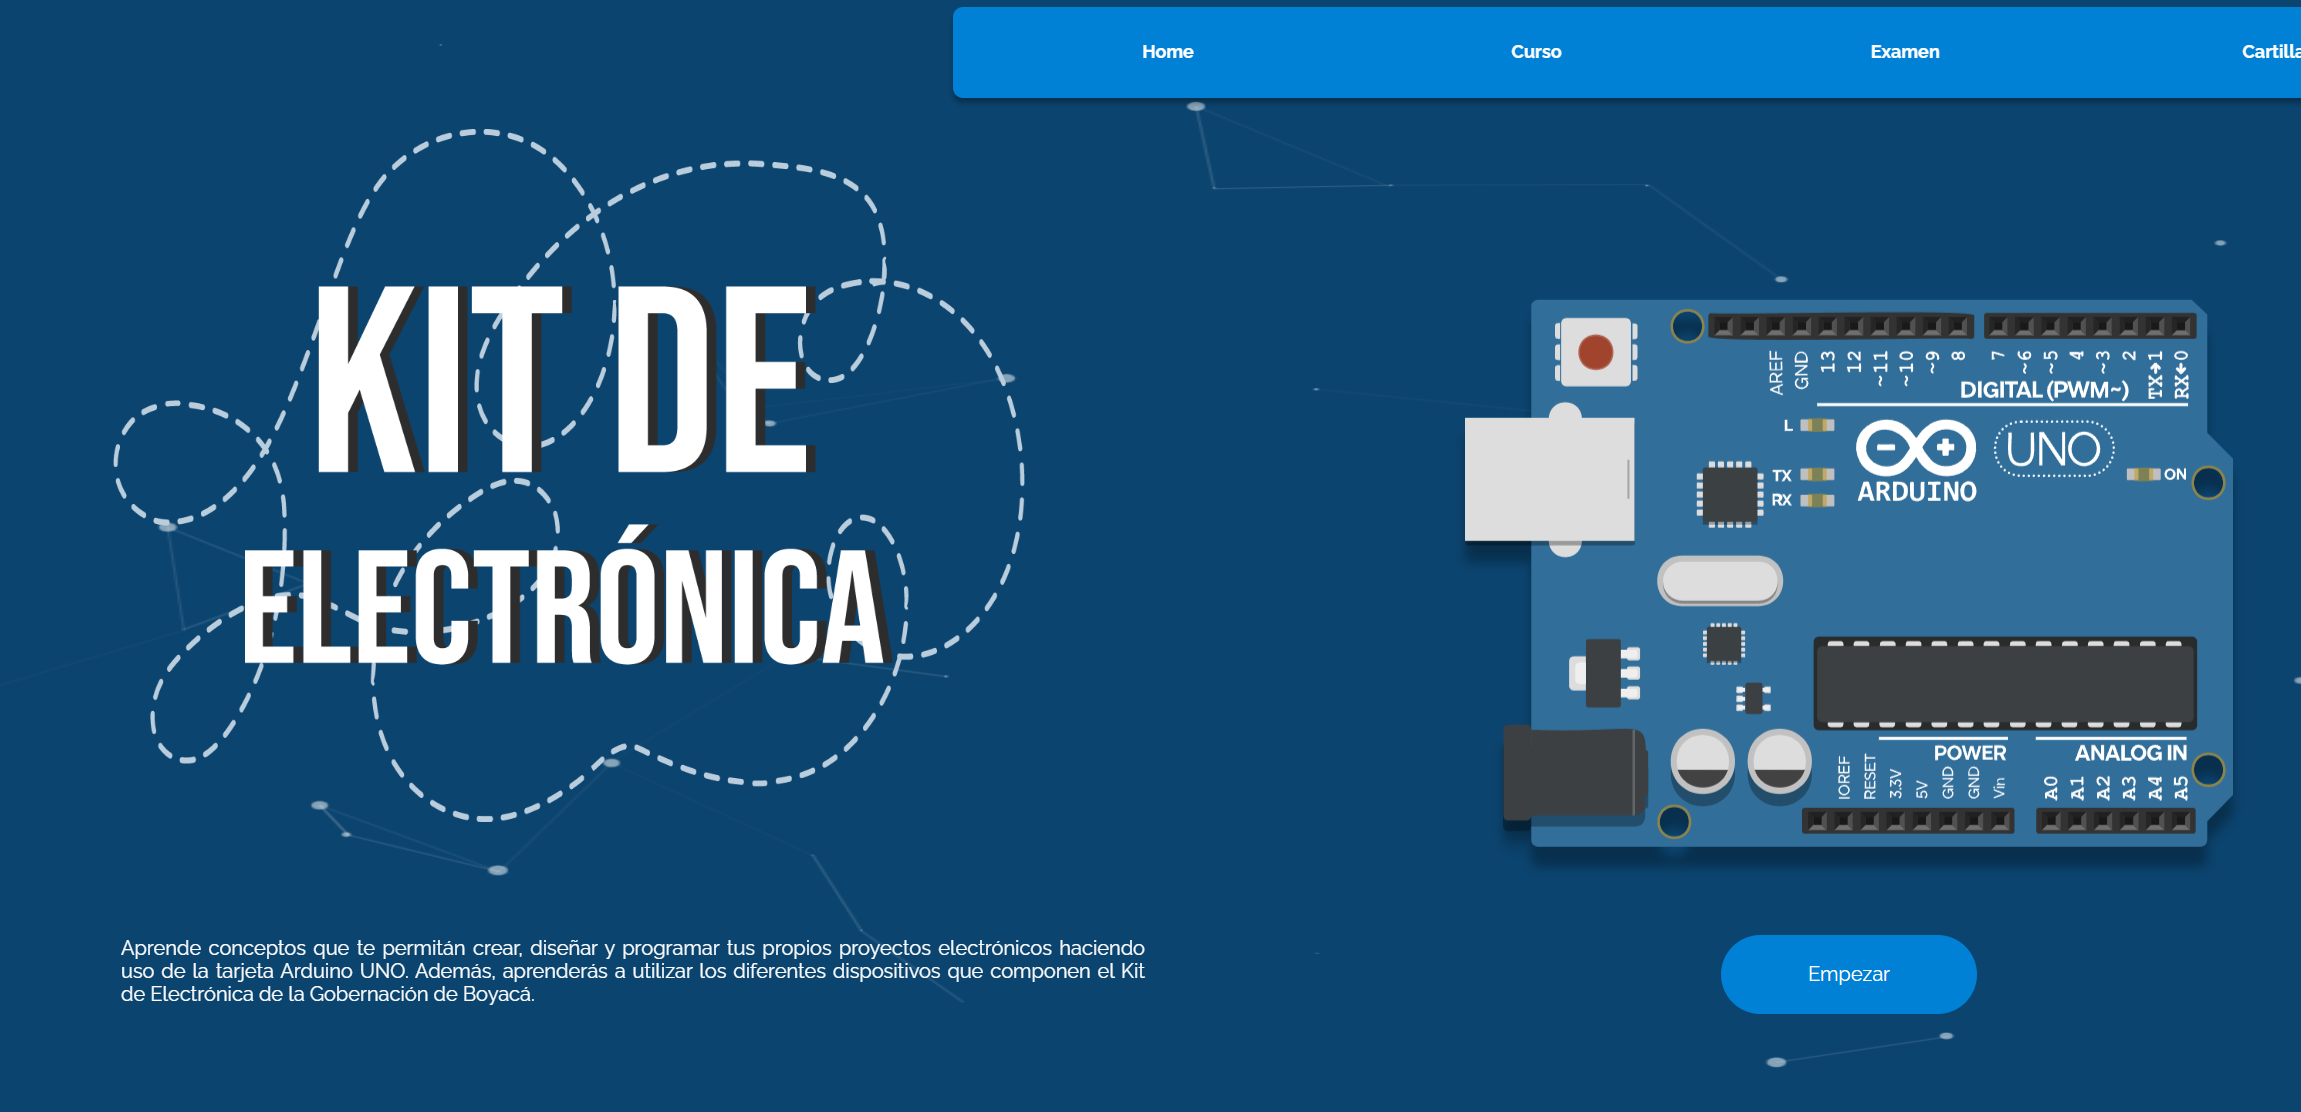 Home Curso Examen Cartilla
KIT DE
ELECTRÓNICA
AREF GND 13 12 ~11 ~10 ~9 8 7 ~6 ~5 4 ~3 2 TX→1 RX←0
DIGITAL (PWM~)
L
TX
RX
UNO
ARDUINO
ON
POWER ANALOG IN
IOREF RESET 3.3V 5V GND GND Vin A0 A1 A2 A3 A4 A5
Aprende conceptos que te permitán crear, diseñar y programar tus propios proyectos electrónicos haciendo
uso de la tarjeta Arduino UNO. Además, aprenderás a utilizar los diferentes dispositivos que componen el Kit
de Electrónica de la Gobernación de Boyacá.
Empezar